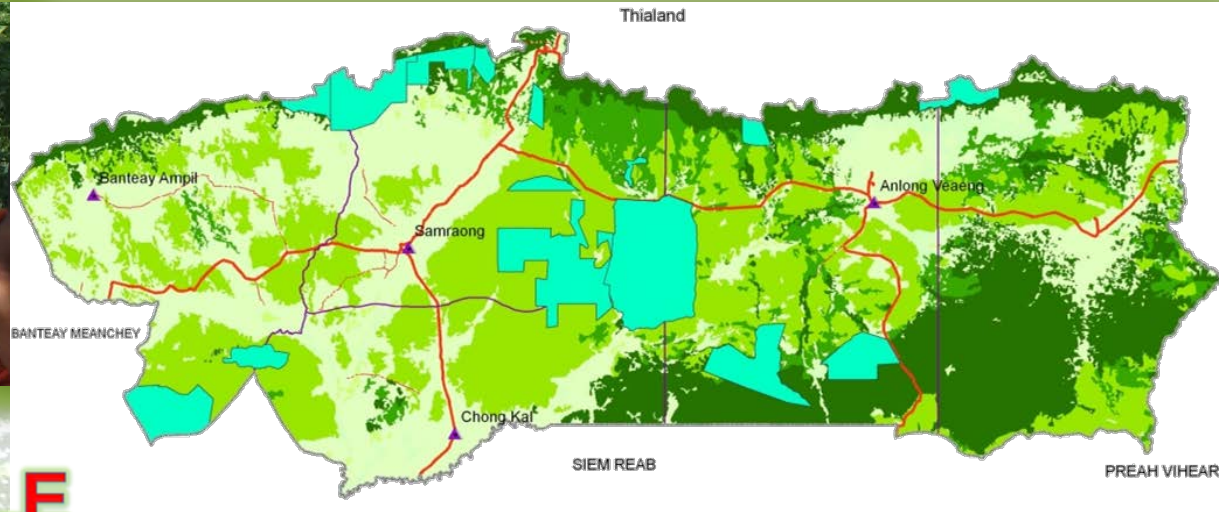 Thialand
Banteay Ampil
Anlong Veaeng
Samraong
BANTEAY MEANCHEY
Chong Kal
SIEM REAB
PREAH VIHEAR
F